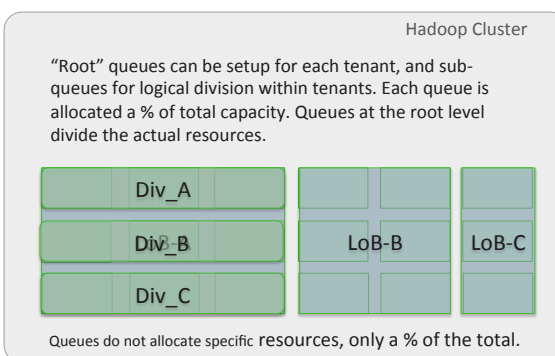 Hadoop Cluster
“Root” queues can be setup for each tenant, and sub-
queues for logical division within tenants. Each queue is
allocated a % of total capacity. Queues at the root level
divide the actual resources.
Div_A
Div_B
LoB-B
LoB-C
Div_C
Queues do not allocate specific resources, only a % of the total.